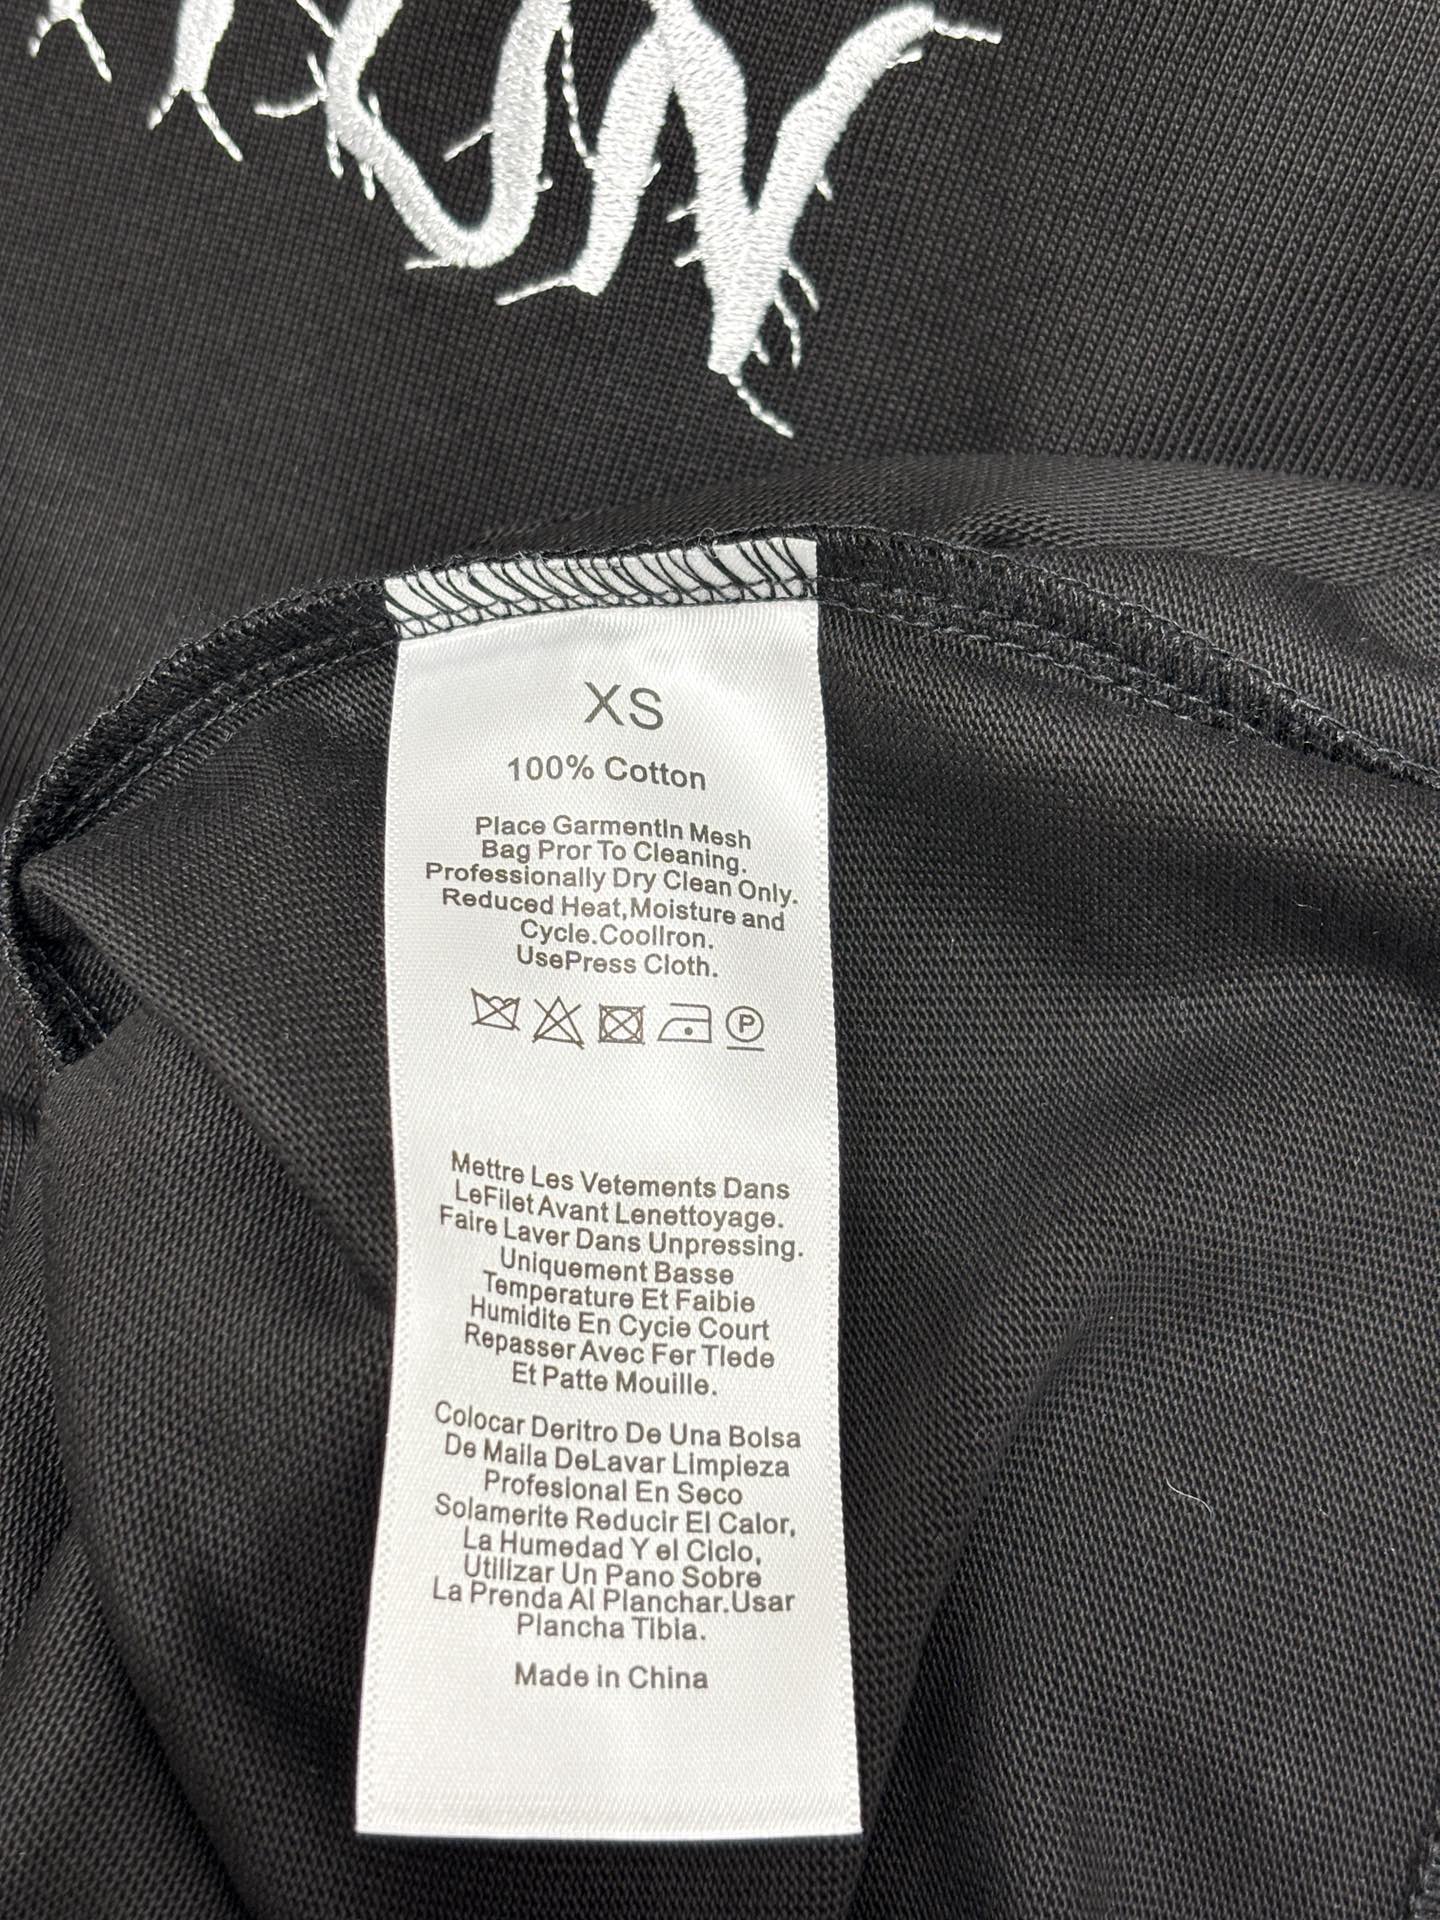 XS
100% Cotton
Place GarmentIn Mesh
Bag Pror To Cleaning.
Professionally Dry Clean Only.
Reduced Heat,Moisture and
Cycle.CoolIron.
UsePress Cloth.
P
Mettre Les Vetements Dans
LeFilet Avant Lenettoyage.
Faire Laver Dans Unpressing.
Uniquement Basse
Temperature Et Faibie
Humidite En Cycie Court
Repasser Avec Fer Tlede
Et Patte Mouille.
Colocar Deritro De Una Bolsa
De Malla DeLavar Limpieza
Profesional En Seco
Solamerite Reducir El Calor,
La Humedad Y el Ciclo,
Utilizar Un Pano Sobre
La Prenda Al Planchar.Usar
Plancha Tibia.
Made in China